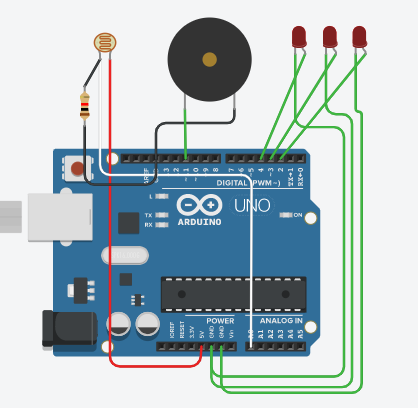 AREF
13
12
~11
~10
~9
8
7
~6
~5
4
~3
2
TX→1
RX←0
DIGITAL (PWM~)
L
TX
RX
UNO
ARDUINO
ON
IOREF
RESET
3.3V
5V
GND
GND
Vin
POWER
ANALOG IN
A0
A1
A2
A3
A4
A5